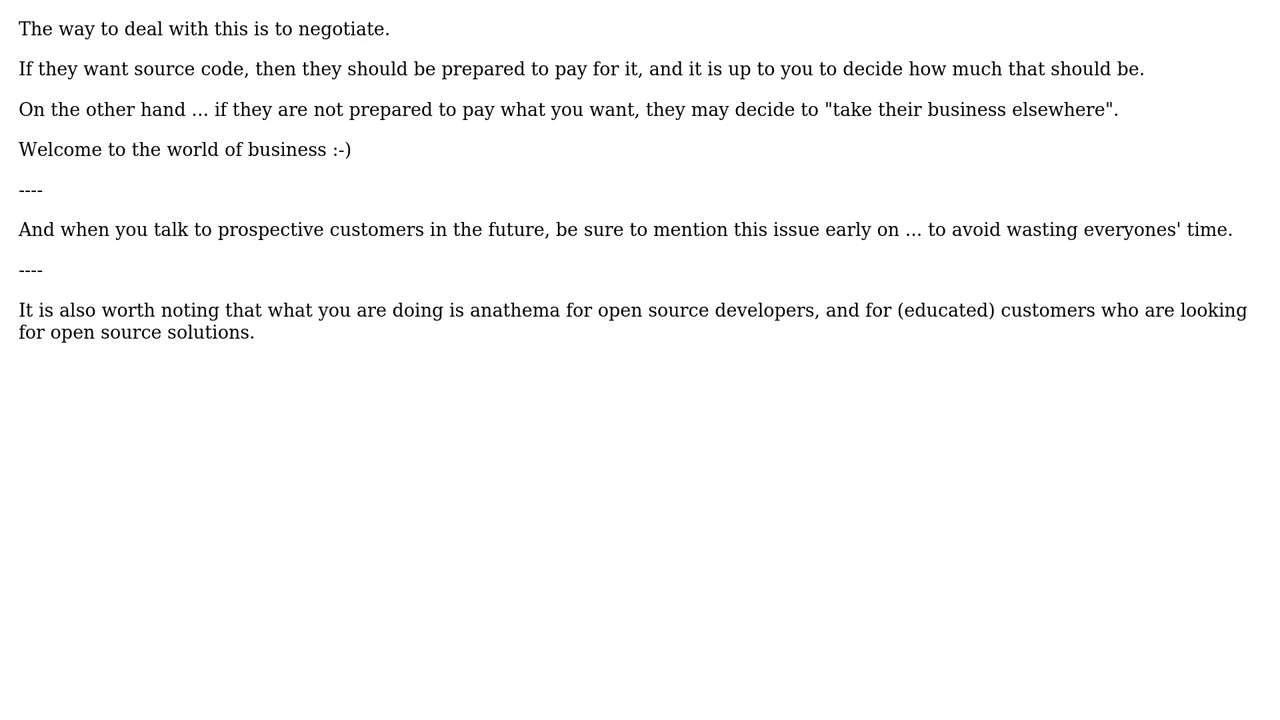 The way to deal with this is to negotiate.
If they want source code, then they should be prepared to pay for it, and it is up to you to decide how much that should be.
On the other hand ... if they are not prepared to pay what you want, they may decide to "take their business elsewhere".
Welcome to the world of business :-)
----
And when you talk to prospective customers in the future, be sure to mention this issue early on ... to avoid wasting everyones' time.
----
It is also worth noting that what you are doing is anathema for open source developers, and for (educated) customers who are looking
for open source solutions.